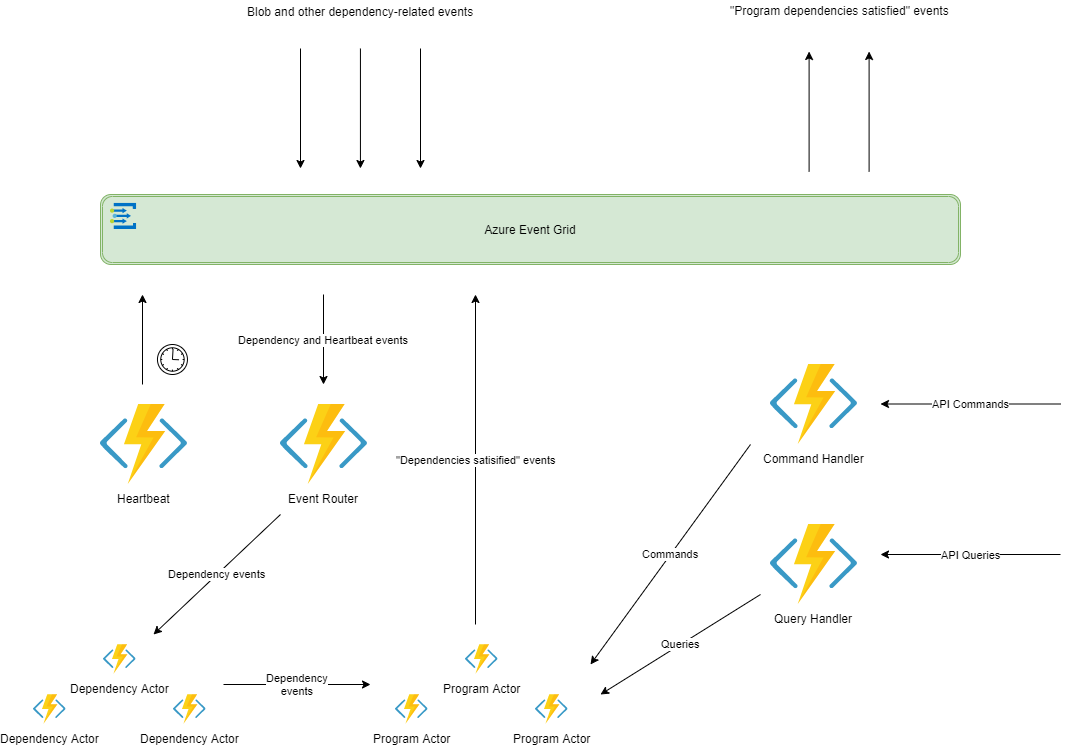 Blob and other dependency-related events
"Program dependencies satisfied" events
Azure Event Grid
Dependency and Heartbeat events
API Commands
Command Handler
"Dependencies satisified" events
Heartbeat
Event Router
Commands
API Queries
Dependency events
Query Handler
Queries
Dependency
events
Dependency Actor
Program Actor
Dependency Actor
Dependency Actor
Program Actor
Program Actor